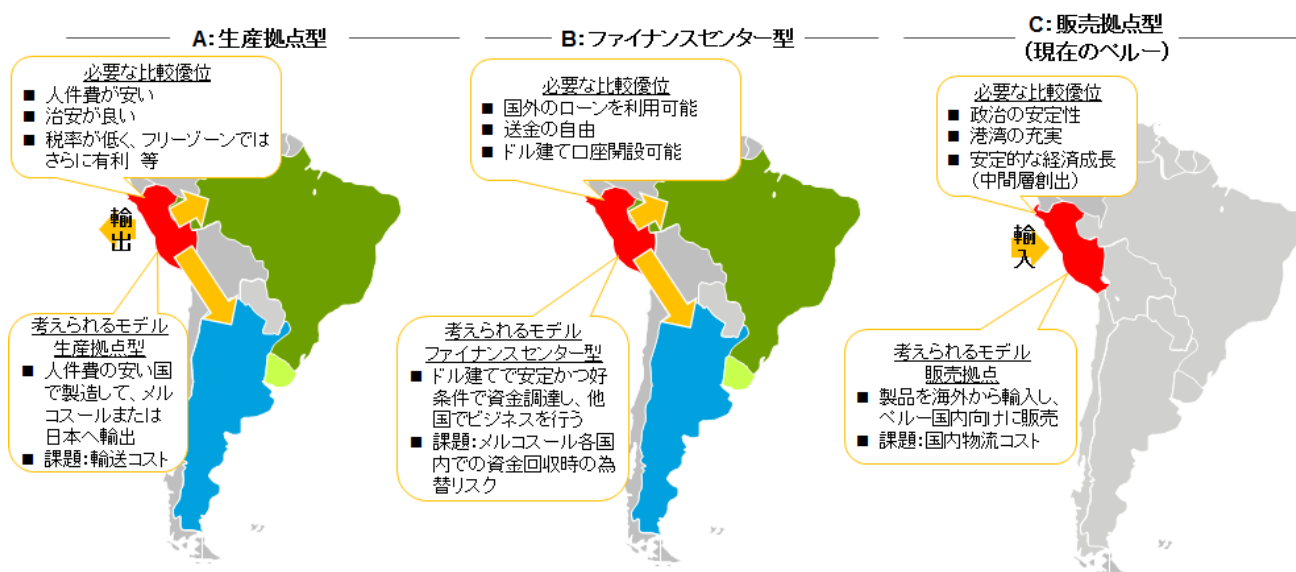 A:生産拠点型
必要な比較優位
■ 人件費が安い
■ 治安が良い
■ 税率が低く、フリーゾーンでは
さらに有利 等
輸
出
考えられるモデル
生産拠点型
■ 人件費の安い国
で製造して、メル
コスールまたは
日本へ輸出
■ 課題:輸送コスト
B:ファイナンスセンター型
必要な比較優位
■ 国外のローンを利用可能
■ 送金の自由
■ ドル建て口座開設可能
考えられるモデル
ファイナンスセンター型
■ ドル建てで安定かつ好
条件で資金調達し、他
国でビジネスを行う
■ 課題:メルコスール各国
内での資金回収時の為
替リスク
C:販売拠点型
(現在のペルー)
必要な比較優位
■ 政治の安定性
■ 港湾の充実
■ 安定的な経済成長
(中間層創出)
輸
入
考えられるモデル
販売拠点
■ 製品を海外から輸入し、
ペルー国内向けに販売
■ 課題:国内物流コスト